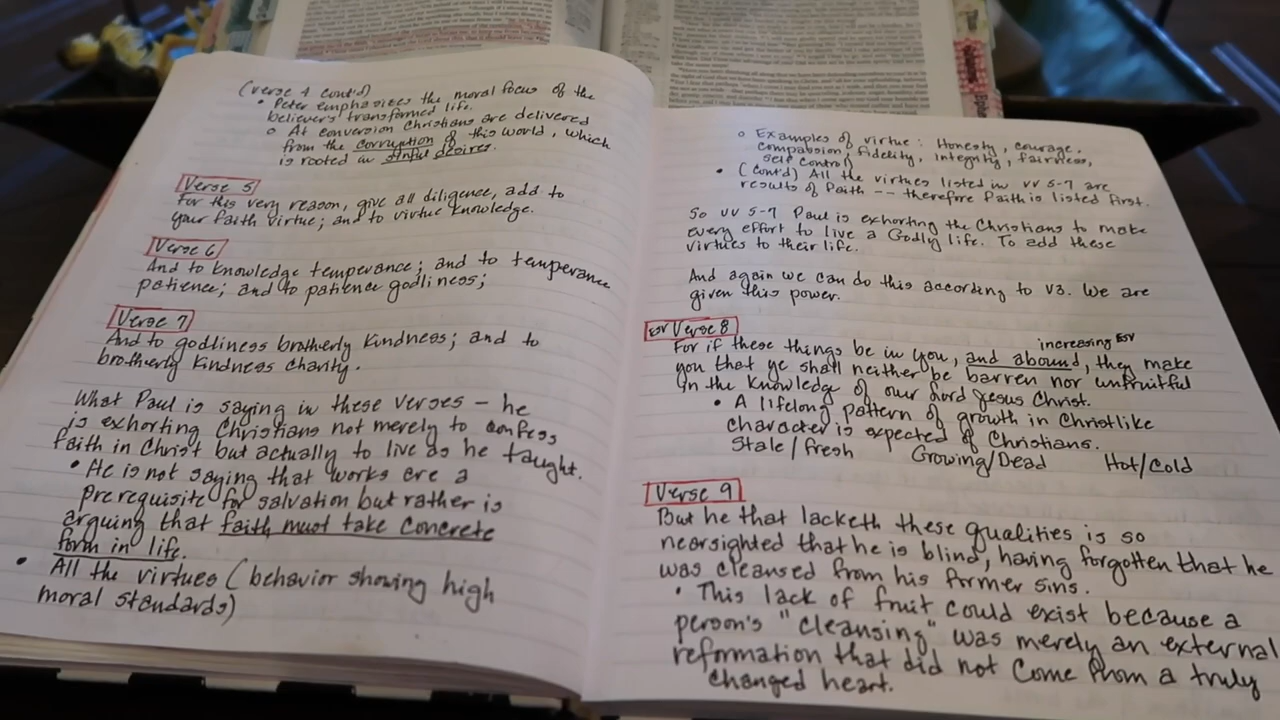 (verse 4 cont'd)
• Peter emphasizes the moral focus of the
believers' transformed life.
o At conversion Christians are delivered
from the corruption of this world, which
is rooted in sinful desires.
Verse 5
For this very reason, give all diligence, add to
your faith virtue; and to virtue knowledge.
Verse 6
And to knowledge temperance; and to temperance
patience; and to patience godliness;
Verse 7
And to godliness brotherly kindness; and to
brotherly kindness charity.
What Paul is saying in these verses - he
is exhorting Christians not merely to confess
faith in Christ but actually to live as he taught.
• He is not saying that works are a
prerequisite for salvation but rather is
arguing that faith must take concrete
form in life.
• All the virtues (behavior showing high
moral standards)
o Examples of virtue: Honesty, courage,
compassion, fidelity, integrity, fairness,
self control
• (cont'd) All the virtues listed in vv 5-7 are
results of faith -- therefore faith is listed first.
So vv 5-7 Paul is exhorting the Christians to make
every effort to live a Godly life. To add these
virtues to their life.
And again we can do this according to v3. We are
given this power.
ESV Verse 8
increasing ESV
For if these things be in you, and abound, they make
you that ye shall neither be barren nor unfruitful
in the knowledge of our Lord Jesus Christ.
• A lifelong pattern of growth in Christlike
character is expected of Christians.
Stale/fresh Growing/Dead Hot/Cold
Verse 9
But he that lacketh these qualities is so
nearsighted that he is blind, having forgotten that he
was cleansed from his former sins.
• This lack of fruit could exist because a
person's "cleansing" was merely an external
reformation that did not come from a truly
changed heart.